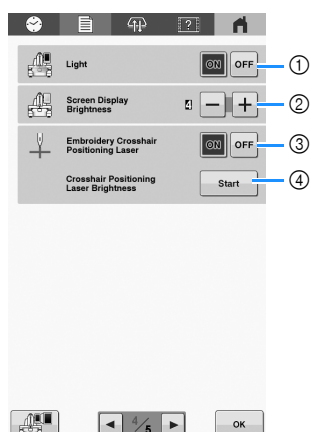 ?
Light
ON
OFF
①
Screen Display
Brightness
4
②
Embroidery Crosshair
Positioning Laser
ON
OFF
③
Crosshair Positioning
Laser Brightness
Start
④
4/5
OK